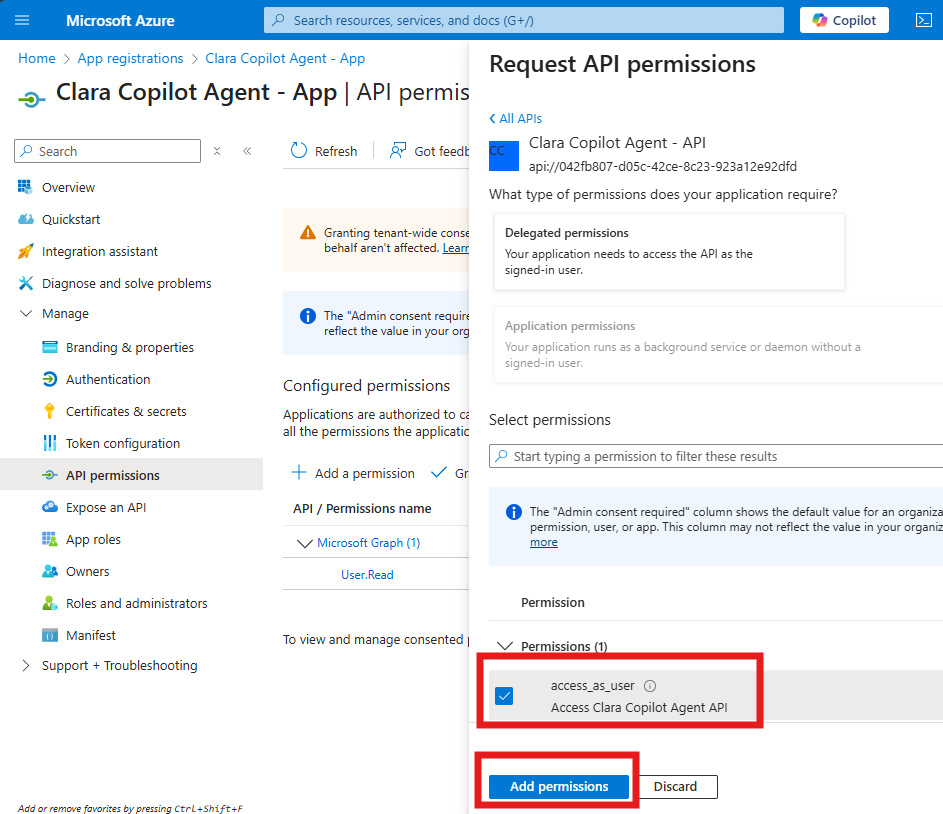 Microsoft Azure
Search resources, services, and docs (G+/)
Copilot
Home > App registrations > Clara Copilot Agent - App
Clara Copilot Agent - App | API permis
Search
Refresh
Got feedb
Overview
Quickstart
Integration assistant
Diagnose and solve problems
Manage
Branding & properties
Authentication
Certificates & secrets
Token configuration
API permissions
Expose an API
App roles
Owners
Roles and administrators
Manifest
Support + Troubleshooting
Add or remove favorites by pressing Ctrl+Shift+F
Granting tenant-wide conse
behalf aren't affected. Learn
The "Admin consent require
reflect the value in your org
Configured permissions
Applications are authorized to ca
all the permissions the applicatio
Add a permission
Gr
API / Permissions name
Microsoft Graph (1)
User.Read
To view and manage consented p
Request API permissions
All APIs
CC
Clara Copilot Agent - API
api://042fb807-d05c-42ce-8c23-923a12e92dfd
What type of permissions does your application require?
Delegated permissions
Your application needs to access the API as the
signed-in user.
Application permissions
Your application runs as a background service or daemon without a
signed-in user.
Select permissions
Start typing a permission to filter these results
The "Admin consent required" column shows the default value for an organiza
permission, user, or app. This column may not reflect the value in your organiz
more
Permission
Permissions (1)
access_as_user
Access Clara Copilot Agent API
Add permissions
Discard